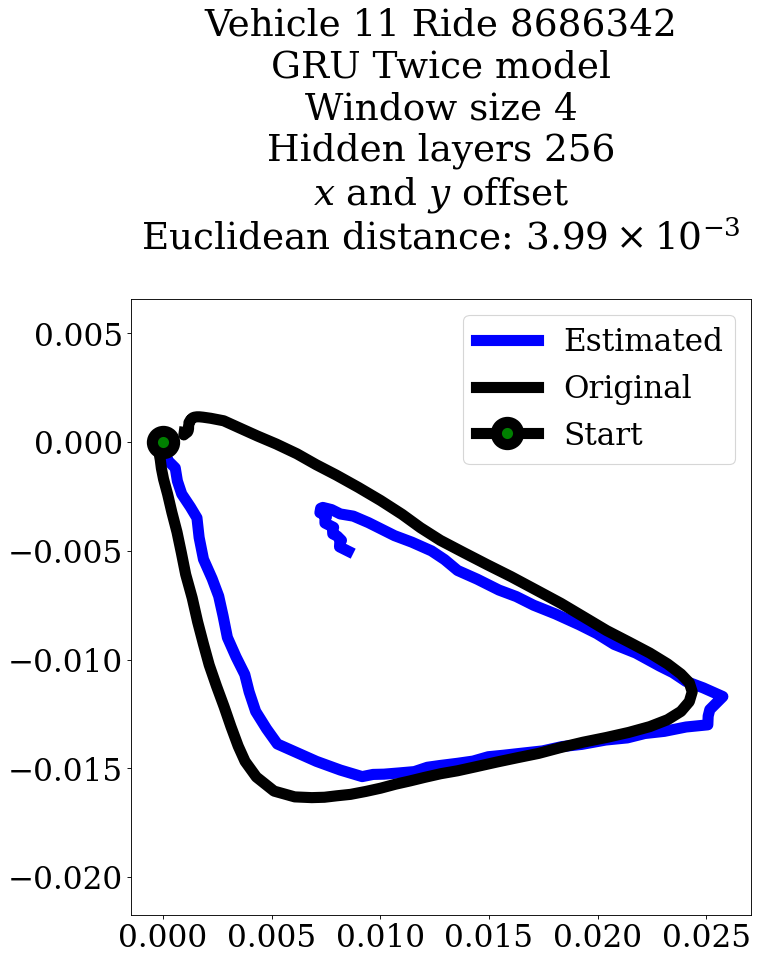 Vehicle 11 Ride 8686342
GRU Twice model
Window size 4
Hidden layers 256
x and y offset
Euclidean distance: 3.99 × 10⁻³
Estimated
Original
Start
0.005
0.000
−0.005
−0.010
−0.015
−0.020
0.000 0.005 0.010 0.015 0.020 0.025